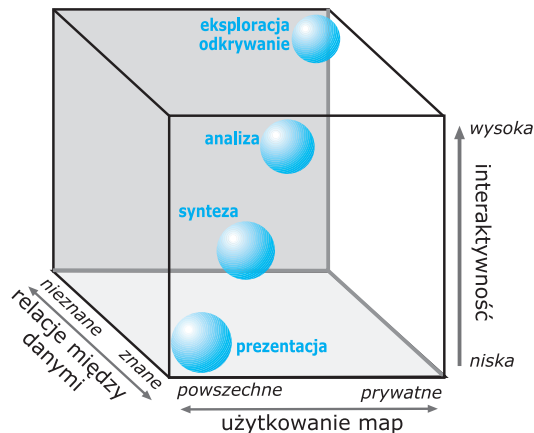 eksploracja
odkrywanie
analiza
synteza
prezentacja
wysoka
interaktywność
niska
nieznane
znane
relacje między
danymi
powszechne
prywatne
użytkowanie map